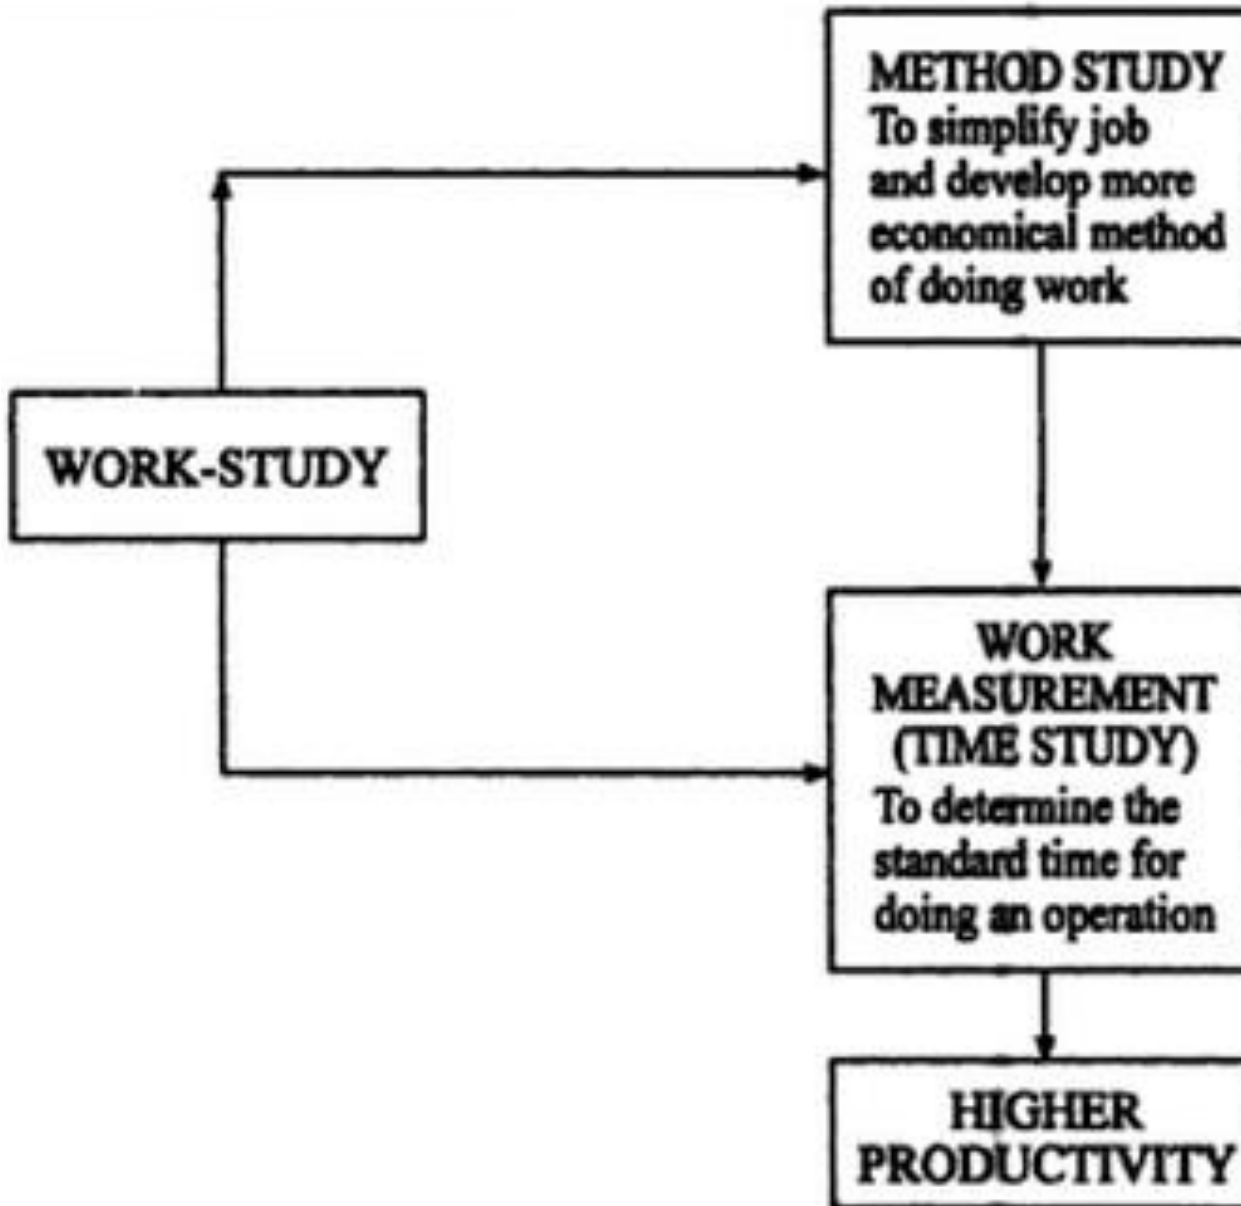 METHOD STUDY
To simplify job
and develop more
economical method
of doing work
WORK-STUDY
WORK
MEASUREMENT
(TIME STUDY)
To determine the
standard time for
doing an operation
HIGHER
PRODUCTIVITY